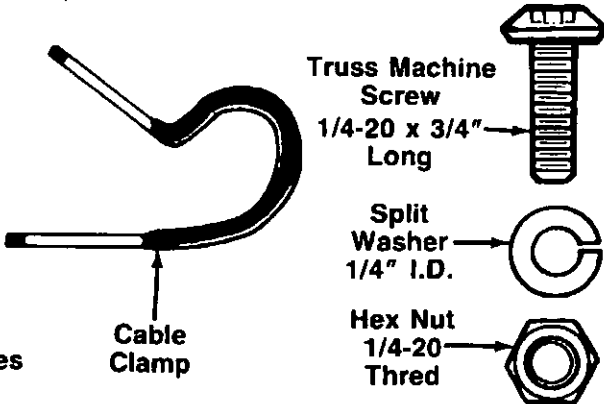 Truss Machine
Screw
1/4-20 x 3/4"
Long
Split
Washer
1/4" I.D.
Hex Nut
1/4-20
Thred
Cable
Clamp
es